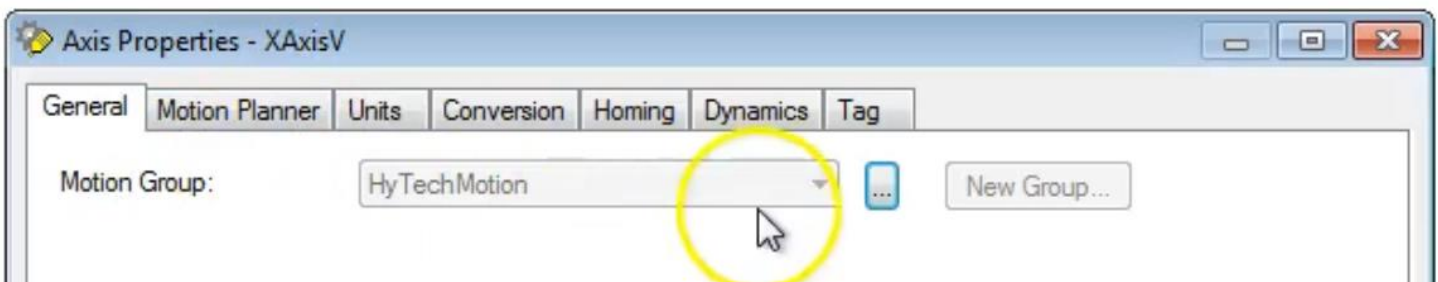 Axis Properties - XAxisV
General Motion Planner Units Conversion Homing Dynamics Tag
Motion Group: HyTechMotion ... New Group...